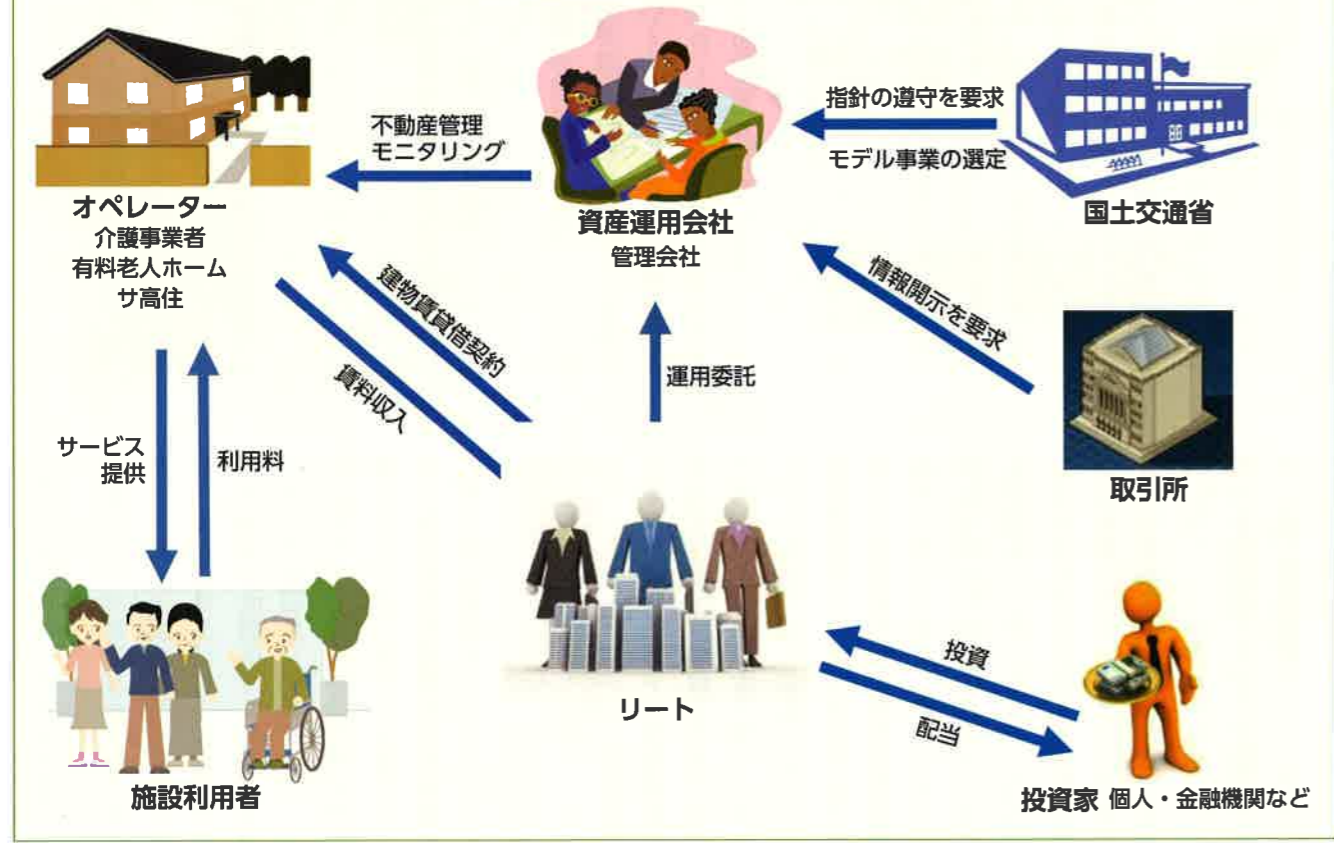 指針の遵守を要求
モデル事業の選定
不動産管理
モニタリング
オペレーター
介護事業者
有料老人ホーム
サ高住
資産運用会社
管理会社
国土交通省
建物賃貸借契約
賃料収入
運用委託
情報開示を要求
取引所
サービス
提供
利用料
施設利用者
リート
投資
配当
投資家 個人・金融機関など